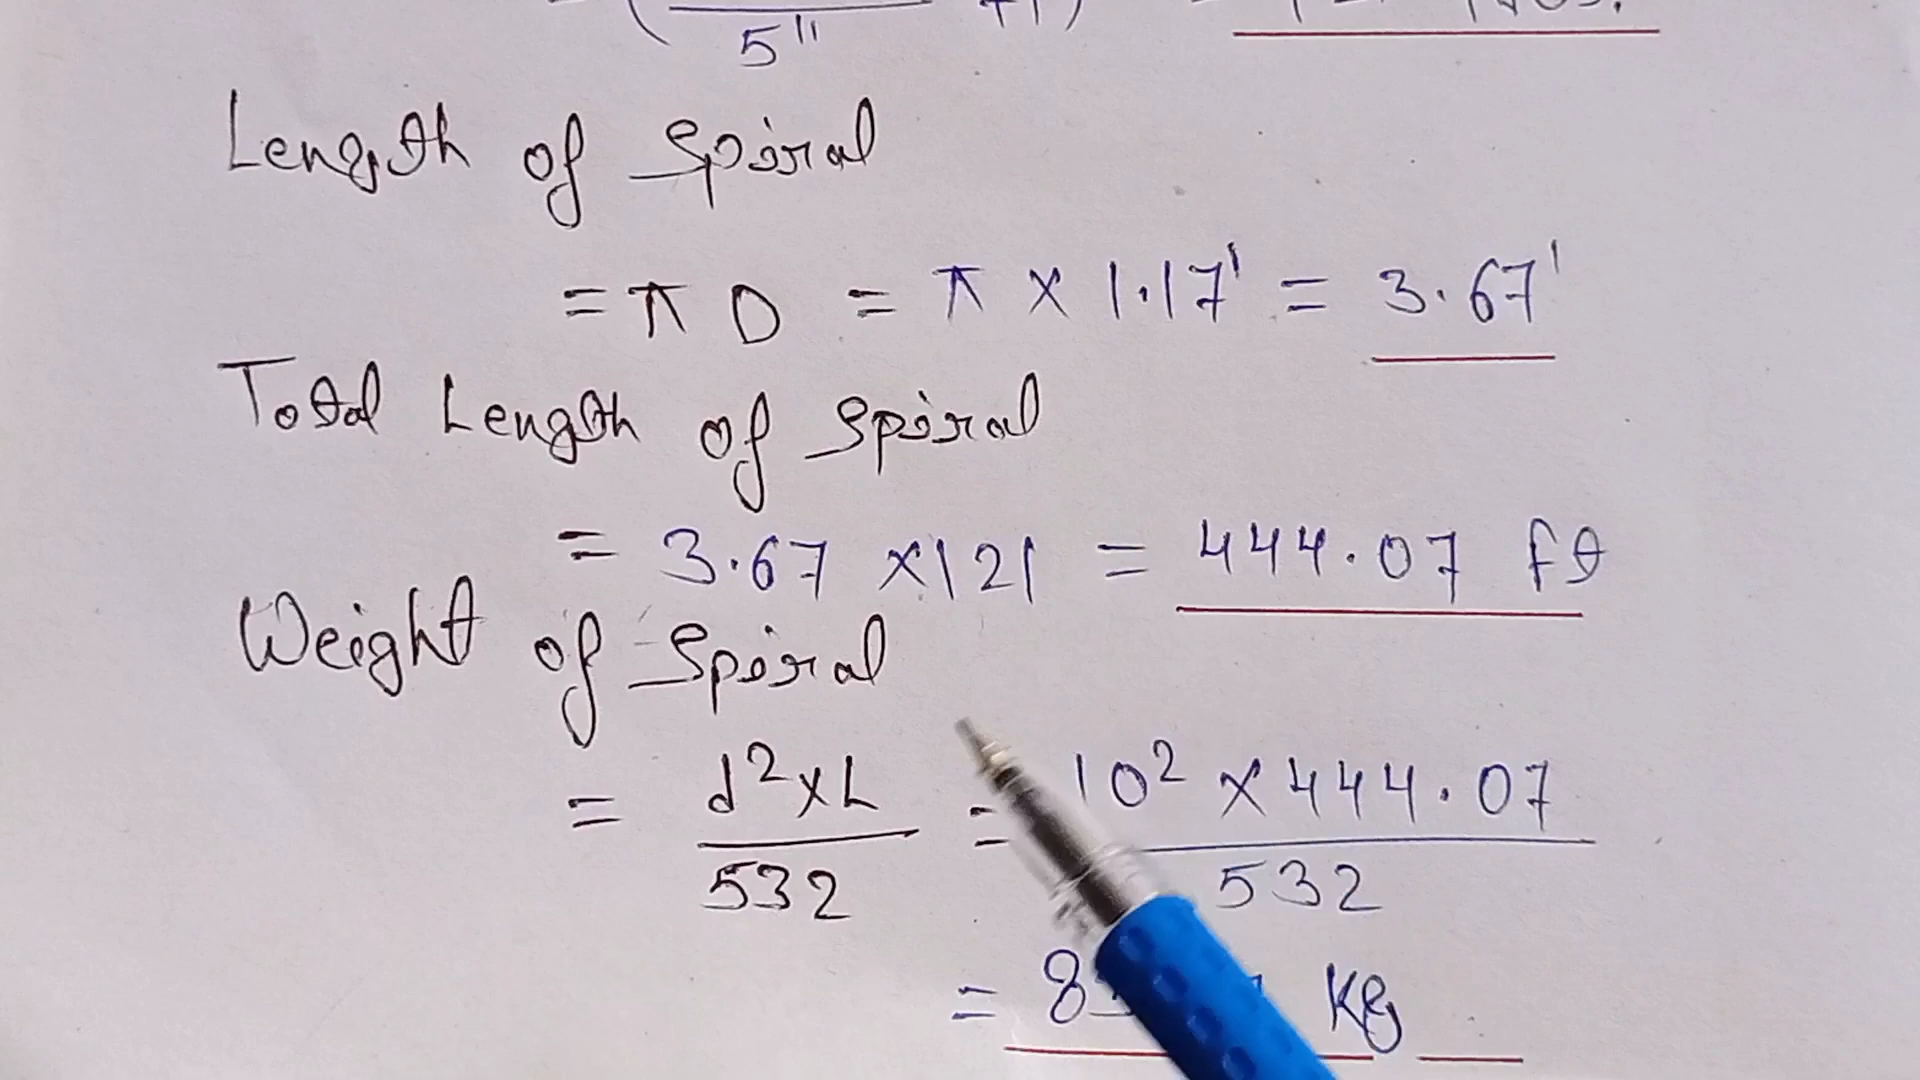 5"
Length of Spiral
= π D = π × 1.17' = 3.67'
Total Length of Spiral
= 3.67 × 121 = 444.07 ft
Weight of Spiral
= d² × L / 532 = 10² × 444.07 / 532
= Kg